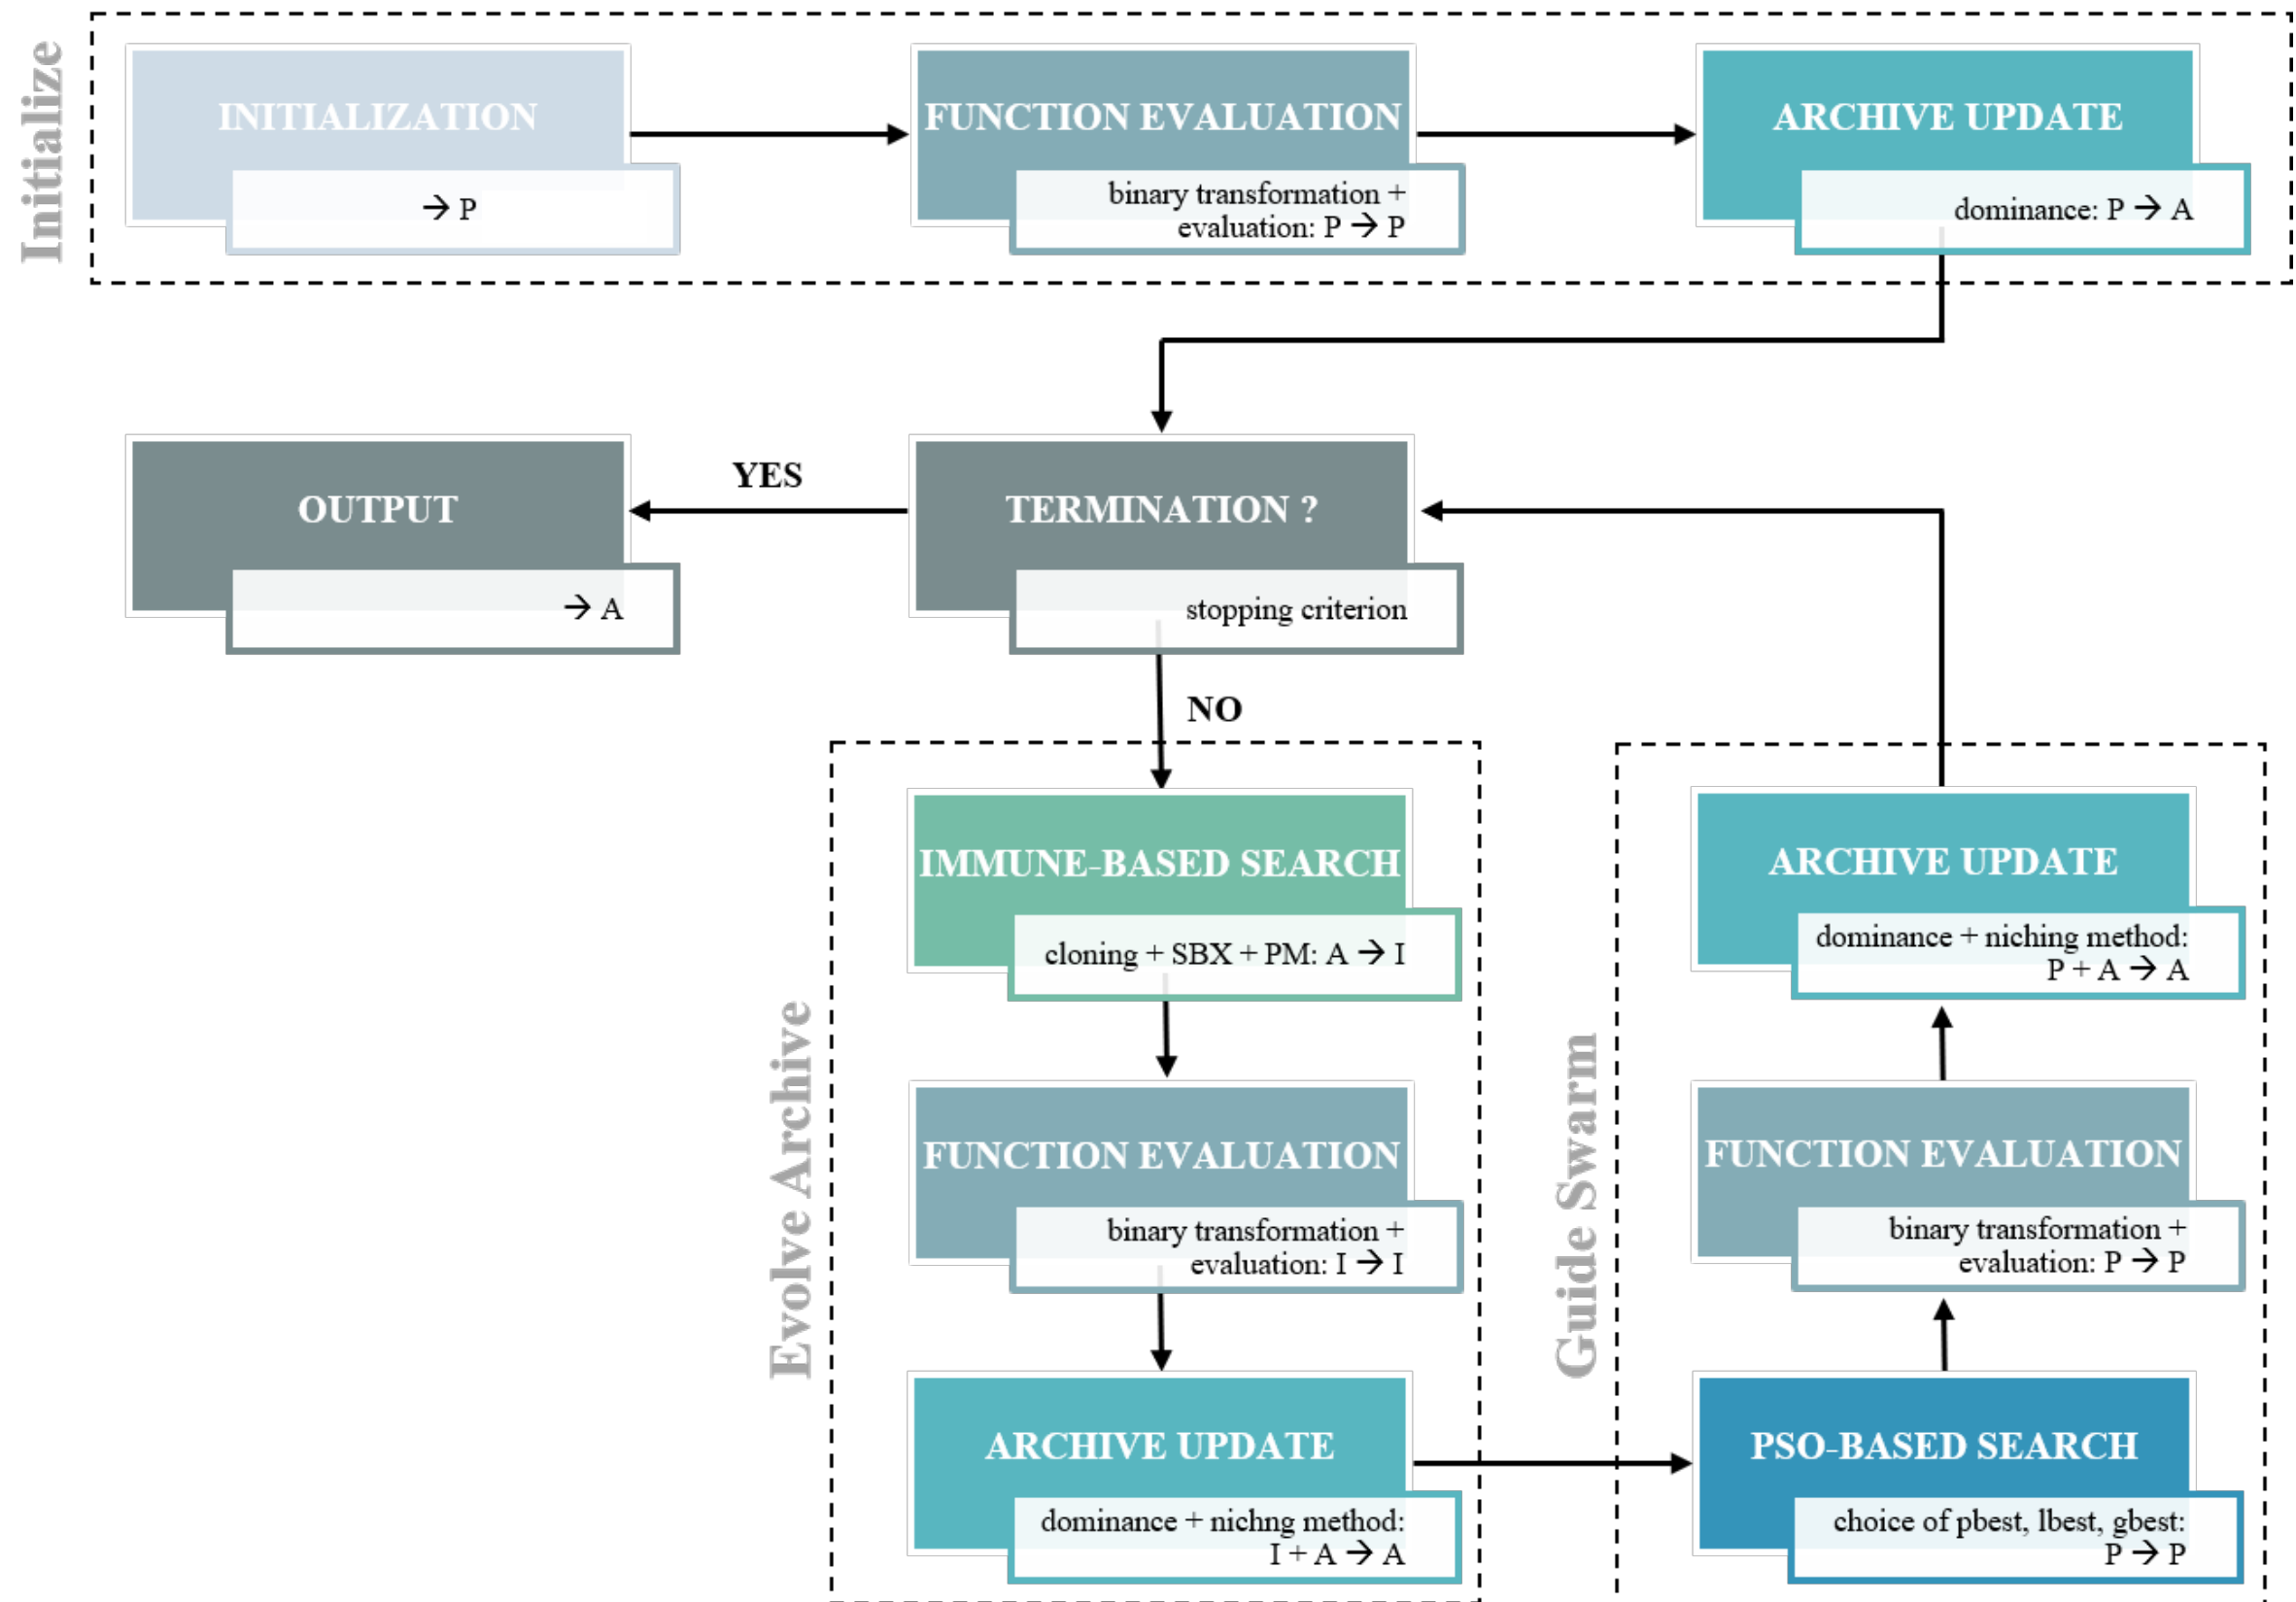 Initialize
INITIALIZATION
→ P
FUNCTION EVALUATION
binary transformation +
evaluation: P → P
ARCHIVE UPDATE
dominance: P → A
OUTPUT
→ A
YES
TERMINATION ?
stopping criterion
NO
Evolve Archive
IMMUNE-BASED SEARCH
cloning + SBX + PM: A → I
FUNCTION EVALUATION
binary transformation +
evaluation: I → I
ARCHIVE UPDATE
dominance + nichng method:
I + A → A
Guide Swarm
ARCHIVE UPDATE
dominance + niching method:
P + A → A
FUNCTION EVALUATION
binary transformation +
evaluation: P → P
PSO-BASED SEARCH
choice of pbest, lbest, gbest:
P → P